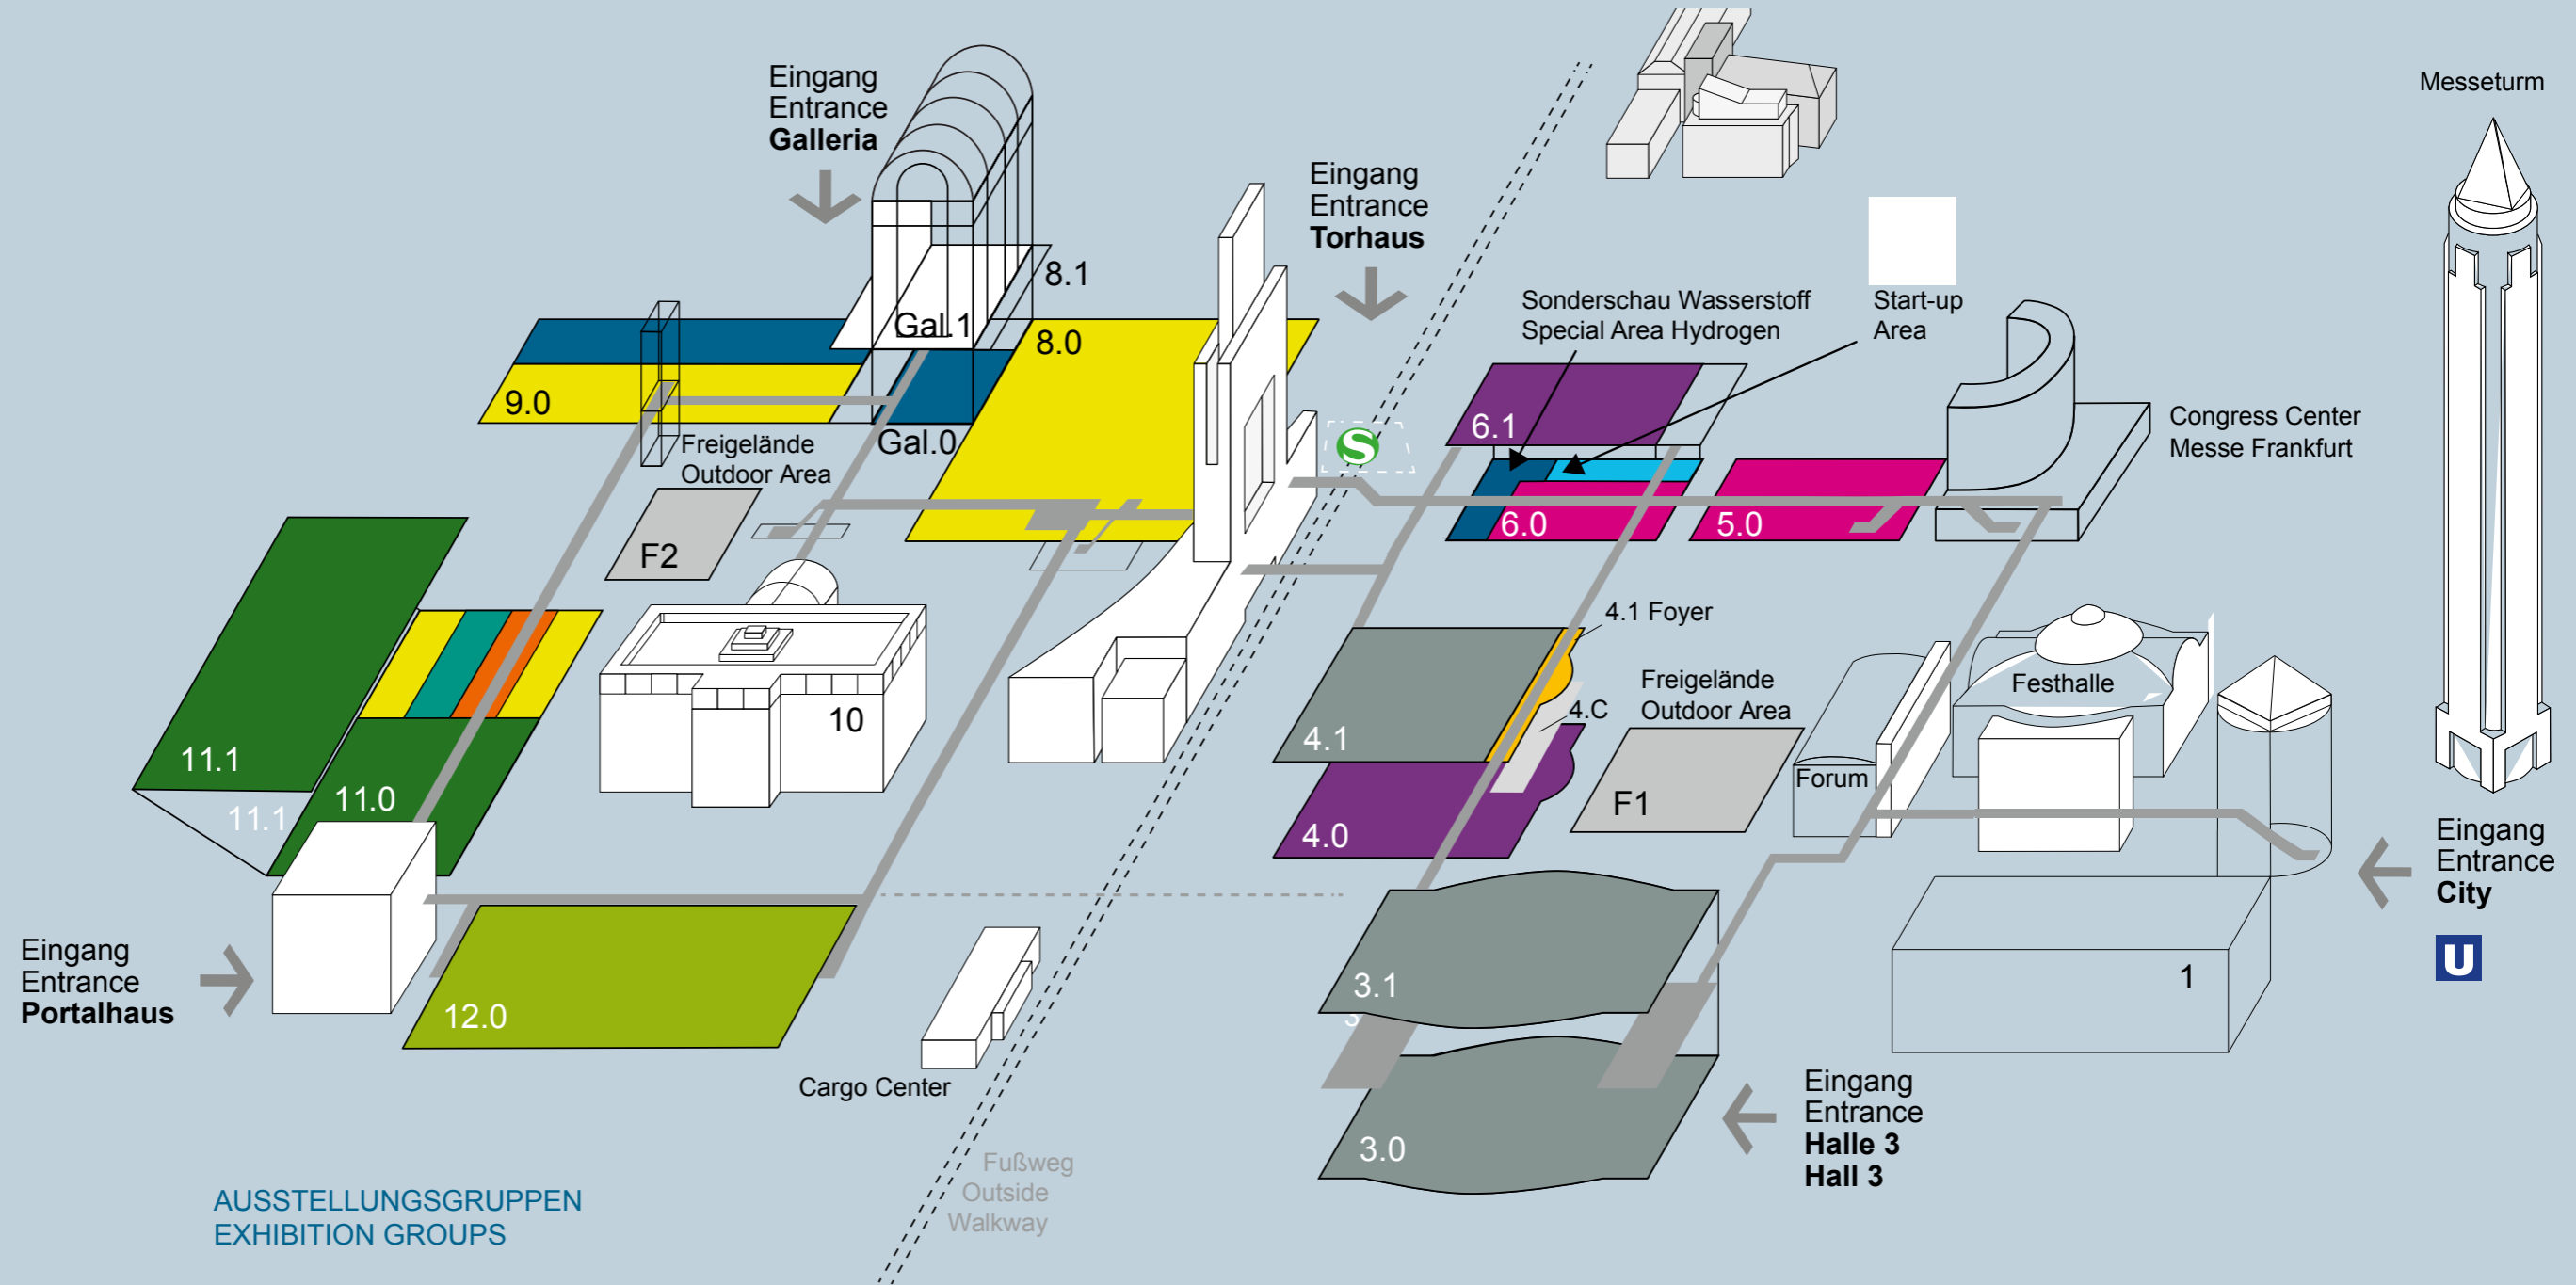 Eingang
Entrance
Galleria
Messeturm
Eingang
Entrance
Torhaus
8.1
Sonderschau Wasserstoff
Special Area Hydrogen
Start-up
Area
Gal.1
8.0
9.0
Gal.0
6.1
Congress Center
Messe Frankfurt
Freigelände
Outdoor Area
S
6.0
5.0
F2
4.1 Foyer
Freigelände
Outdoor Area
Festhalle
4.C
10
4.1
11.1
Forum
11.0
F1
11.1
4.0
Eingang
Entrance
City
U
Eingang
Entrance
Portalhaus
12.0
3.1
3
1
Cargo Center
Eingang
Entrance
Halle 3
Hall 3
3.0
Fußweg
Outside
Walkway
AUSSTELLUNGSGRUPPEN
EXHIBITION GROUPS